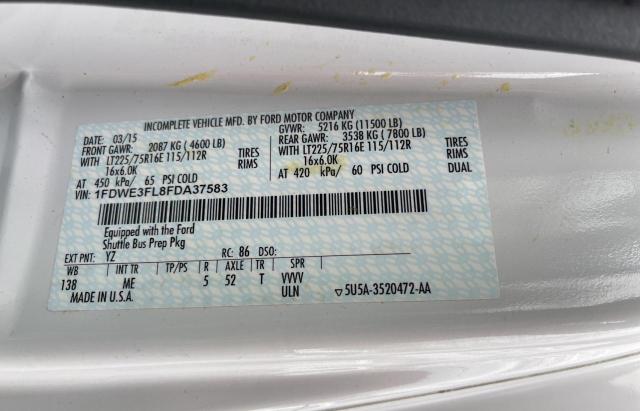 INCOMPLETE VEHICLE MFD. BY FORD MOTOR COMPANY
DATE: 03/15 GVWR: 5216 KG (11500 LB)
FRONT GAWR: 2087 KG (4600 LB) REAR GAWR: 3538 KG (7800 LB)
WITH LT225/75R16E 115/112R TIRES WITH LT225/75R16E 115/112R TIRES
16x6.0K RIMS 16x6.0K RIMS
AT 450 kPa/ 65 PSI COLD AT 420 kPa/ 60 PSI COLD DUAL
VIN: 1FDWE3FL8FDA37583
Equipped with the Ford
Shuttle Bus Prep Pkg
EXT PNT: YZ RC: 86 DSO:
WB INT TR TP/PS R AXLE TR SPR
138 ME 5 52 T VVVV
MADE IN U.S.A. ULN ▽5U5A-3520472-AA